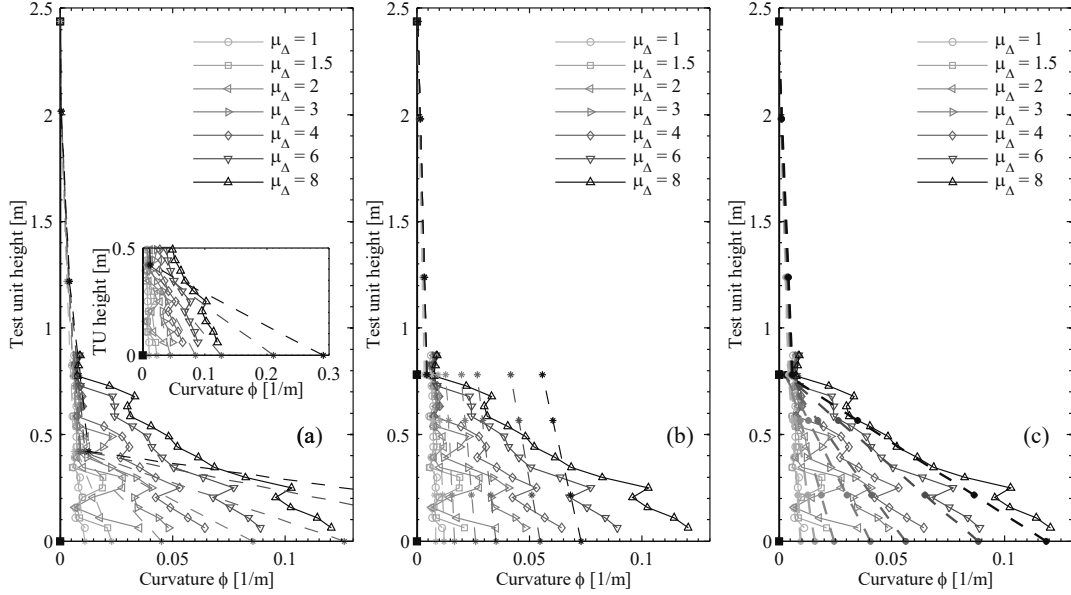 2.5
2
1.5
1
0.5
0
Test unit height [m]
μΔ = 1
μΔ = 1.5
μΔ = 2
μΔ = 3
μΔ = 4
μΔ = 6
μΔ = 8
0.5
0
TU height [m]
0 0.1 0.2 0.3
Curvature ϕ [1/m]
(a)
0 0.05 0.1
Curvature ϕ [1/m]
2.5
2
1.5
1
0.5
0
Test unit height [m]
μΔ = 1
μΔ = 1.5
μΔ = 2
μΔ = 3
μΔ = 4
μΔ = 6
μΔ = 8
(b)
0 0.05 0.1
Curvature ϕ [1/m]
2.5
2
1.5
1
0.5
0
Test unit height [m]
μΔ = 1
μΔ = 1.5
μΔ = 2
μΔ = 3
μΔ = 4
μΔ = 6
μΔ = 8
(c)
0 0.05 0.1
Curvature ϕ [1/m]